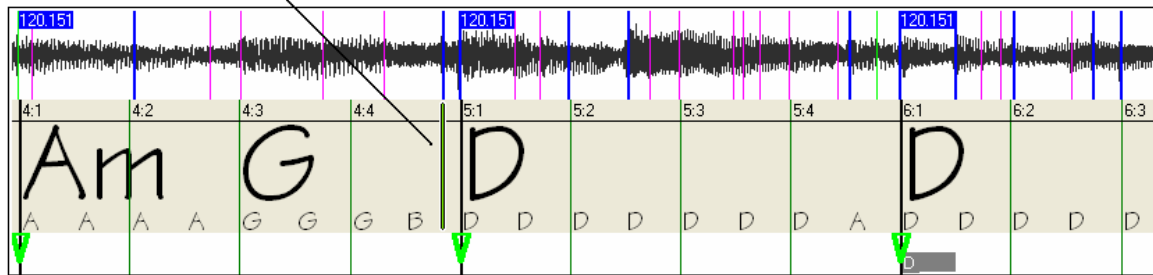 120.151 120.151 120.151
4:1 4:2 4:3 4:4 5:1 5:2 5:3 5:4 6:1 6:2 6:3
Am G D D
A A A A G G G B D D D D D D D A D D D D D
D